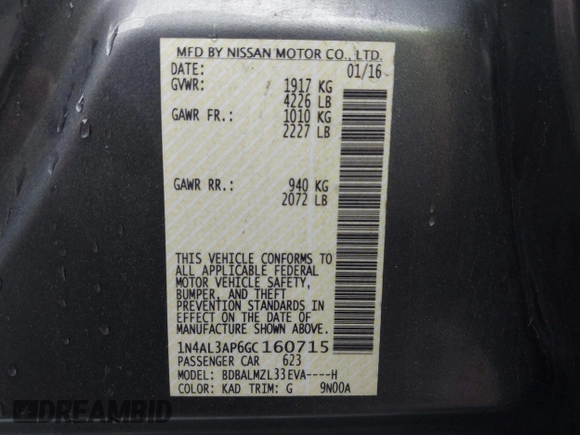 MFD BY NISSAN MOTOR CO., LTD.
DATE: 01/16
GVWR: 1917 KG
4226 LB
GAWR FR.: 1010 KG
2227 LB
GAWR RR.: 940 KG
2072 LB
THIS VEHICLE CONFORMS TO
ALL APPLICABLE FEDERAL
MOTOR VEHICLE SAFETY,
BUMPER, AND THEFT
PREVENTION STANDARDS IN
EFFECT ON THE DATE OF
MANUFACTURE SHOWN ABOVE.
1N4AL3AP6GC160715
PASSENGER CAR 623
MODEL: BDBALMZL33EVA----H
COLOR: KAD TRIM: G 9N00A
DREAMBID